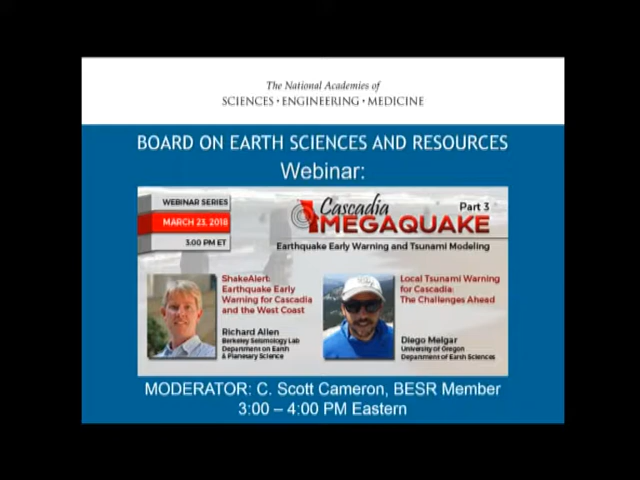 The National Academies of
SCIENCES • ENGINEERING • MEDICINE
BOARD ON EARTH SCIENCES AND RESOURCES
Webinar:
WEBINAR SERIES
MARCH 23, 2018
3:00 PM ET
Cascadia
Part 3
MEGAQUAKE
Earthquake Early Warning and Tsunami Modeling
ShakeAlert:
Earthquake Early
Warning for Cascadia
and the West Coast
Richard Allen
Berkeley Seismology Lab
Department on Earth
& Planetary Science
Local Tsunami Warning
for Cascadia:
The Challenges Ahead
Diego Melgar
University of Oregon
Department of Earth Sciences
MODERATOR: C. Scott Cameron, BESR Member
3:00 – 4:00 PM Eastern